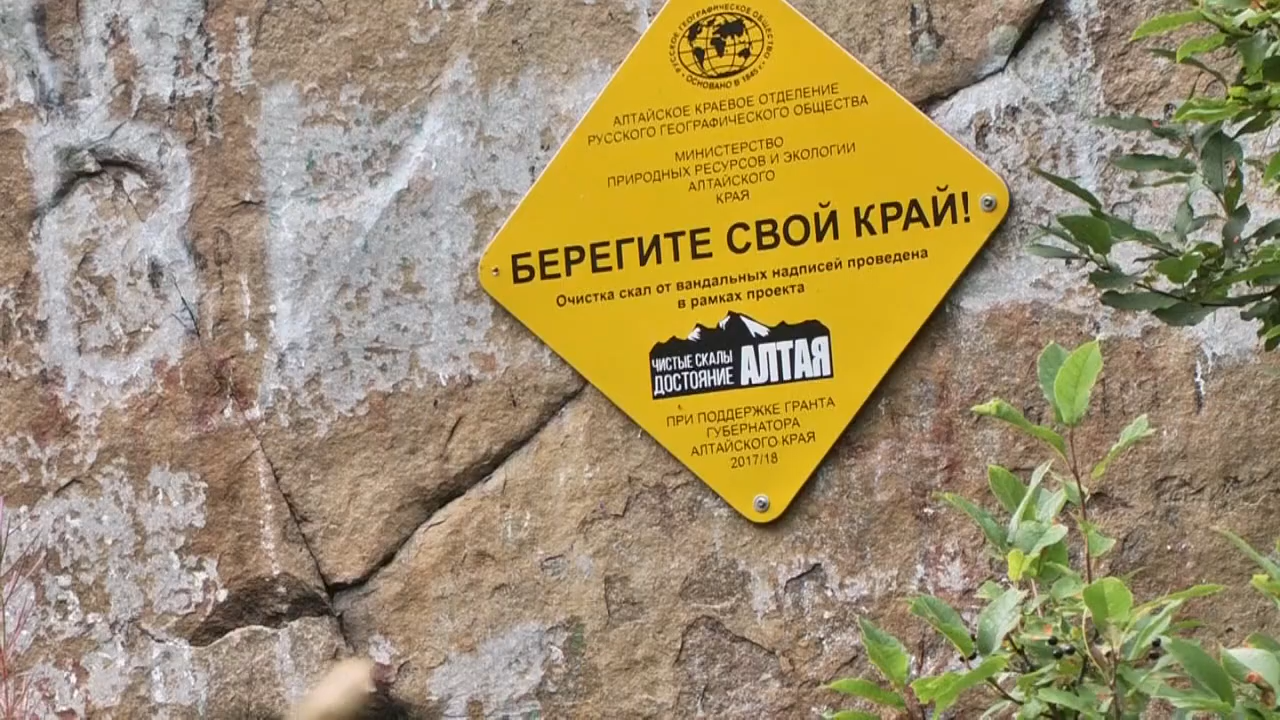 РУССКОЕ ГЕОГРАФИЧЕСКОЕ ОБЩЕСТВО
• ОСНОВАНО В 1845 г. •
АЛТАЙСКОЕ КРАЕВОЕ ОТДЕЛЕНИЕ
РУССКОГО ГЕОГРАФИЧЕСКОГО ОБЩЕСТВА
МИНИСТЕРСТВО
ПРИРОДНЫХ РЕСУРСОВ И ЭКОЛОГИИ
АЛТАЙСКОГО
КРАЯ
БЕРЕГИТЕ СВОЙ КРАЙ!
Очистка скал от вандальных надписей проведена
в рамках проекта
ЧИСТЫЕ СКАЛЫ
ДОСТОЯНИЕ АЛТАЯ
ПРИ ПОДДЕРЖКЕ ГРАНТА
ГУБЕРНАТОРА
АЛТАЙСКОГО КРАЯ
2017/18